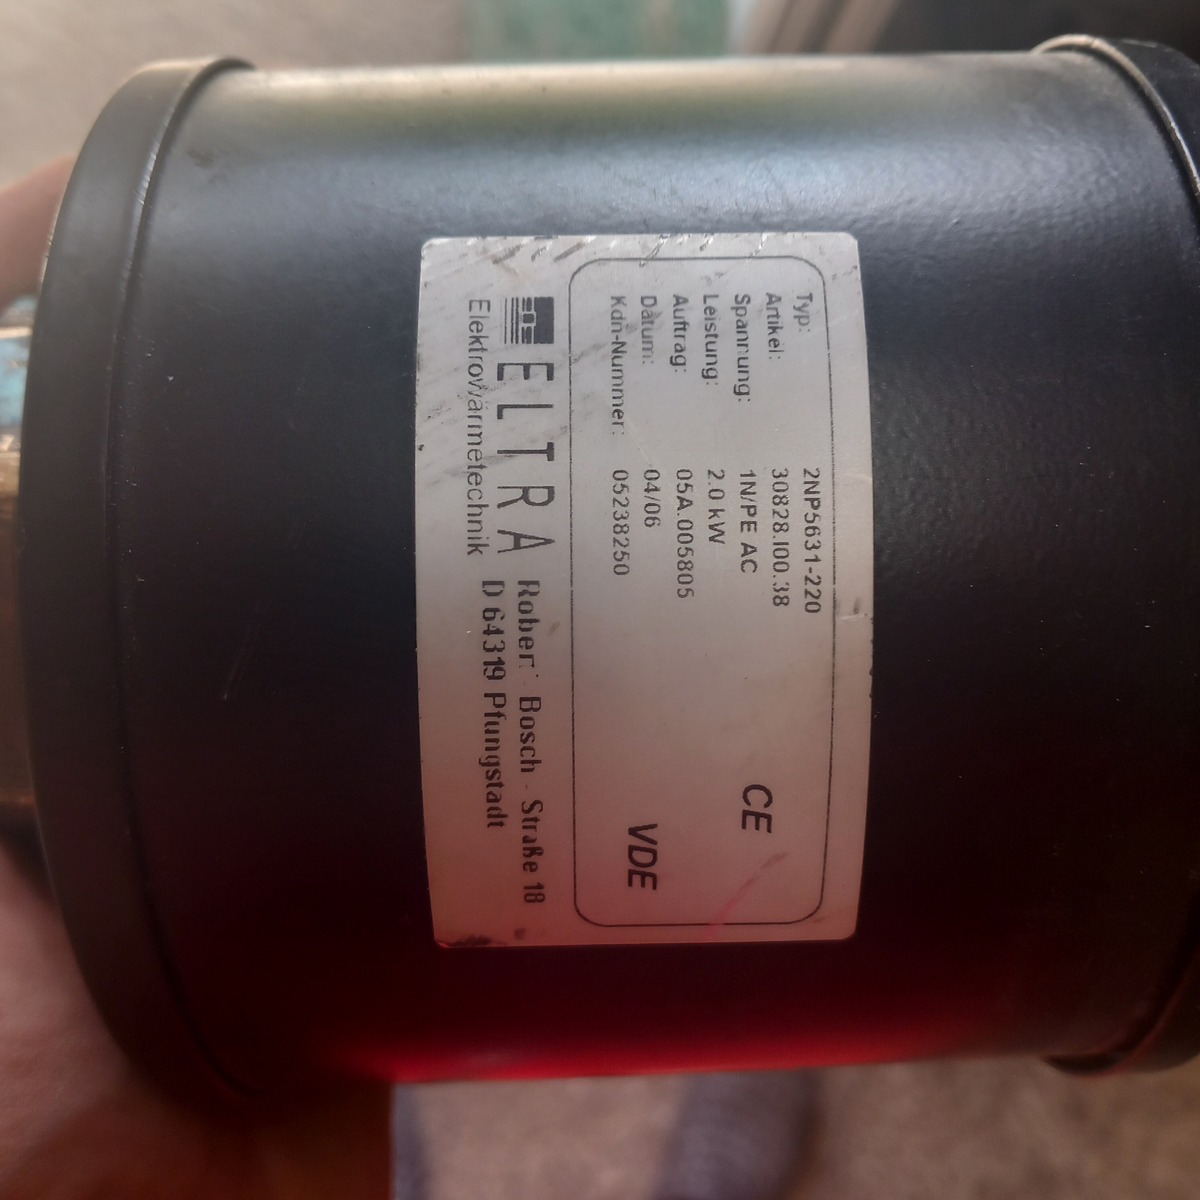 Typ: 2NP5631-220
Artikel: 30828.I00.38
Spannung: 1N/PE AC
Leistung: 2.0 kW
Auftrag: 05A.005805
Datum: 04/06
Kdn-Nummer: 05238250
CE
VDE
ELTRA
Elektrowärmetechnik
Robert Bosch - Straße 18
D 64319 Pfungstadt